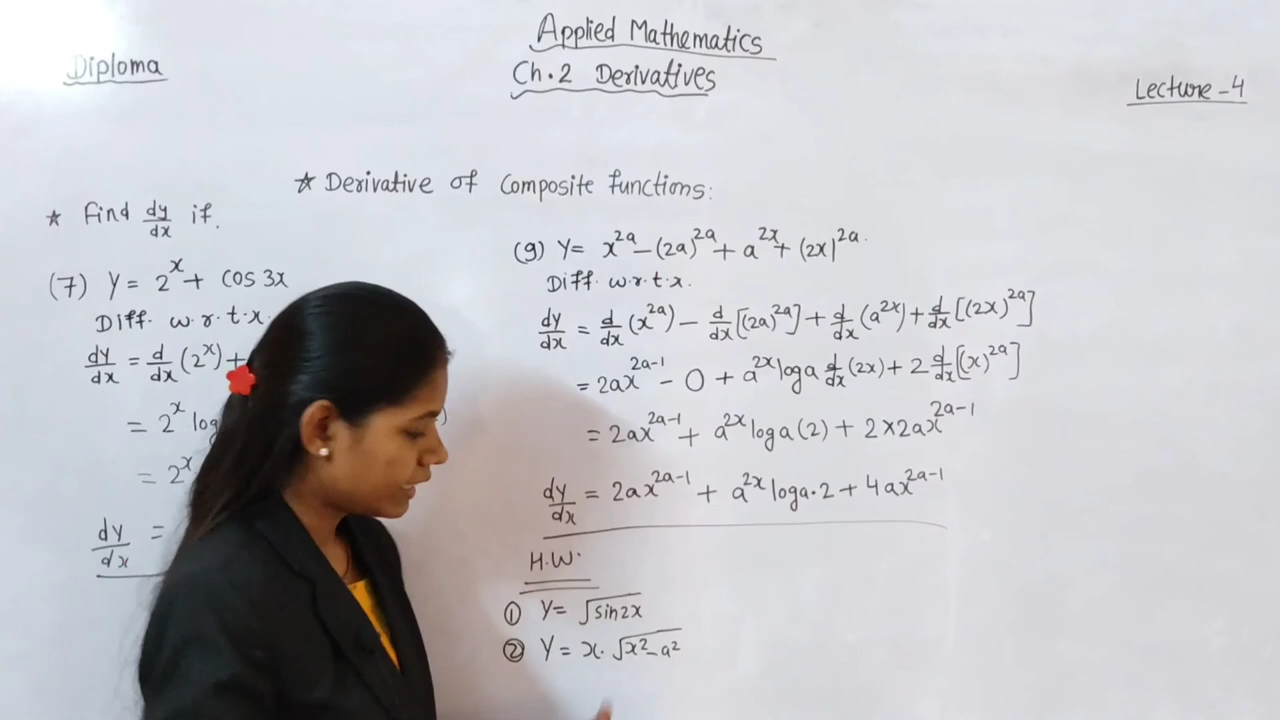 Applied Mathematics
Diploma
Ch.2 Derivatives
Lecture-4
★ Derivative of Composite functions:
★ Find dy/dx if.
(7) Y = 2^x + cos 3x
Diff. w.r.t.x.
dy/dx = d/dx (2^x) +
= 2^x log
= 2^x
dy/dx =
(9) Y = x^2a - (2a)^2a + a^2x + (2x)^2a.
Diff. w.r.t.x.
dy/dx = d/dx (x^2a) - d/dx [(2a)^2a] + d/dx (a^2x) + d/dx [(2x)^2a]
= 2ax^2a-1 - 0 + a^2x loga d/dx (2x) + 2 d/dx [(x)^2a]
= 2ax^2a-1 + a^2x loga(2) + 2×2ax^2a-1
dy/dx = 2ax^2a-1 + a^2x loga·2 + 4ax^2a-1
H.W.
① Y = √sin2x
② Y = x·√x²-a²